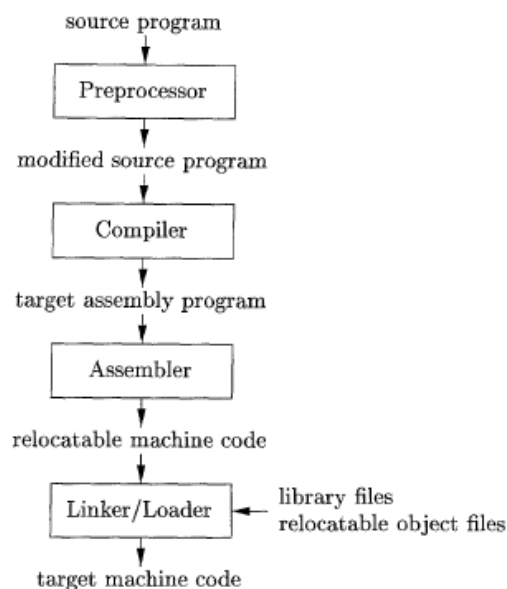 source program
Preprocessor
modified source program
Compiler
target assembly program
Assembler
relocatable machine code
Linker/Loader
library files
relocatable object files
target machine code